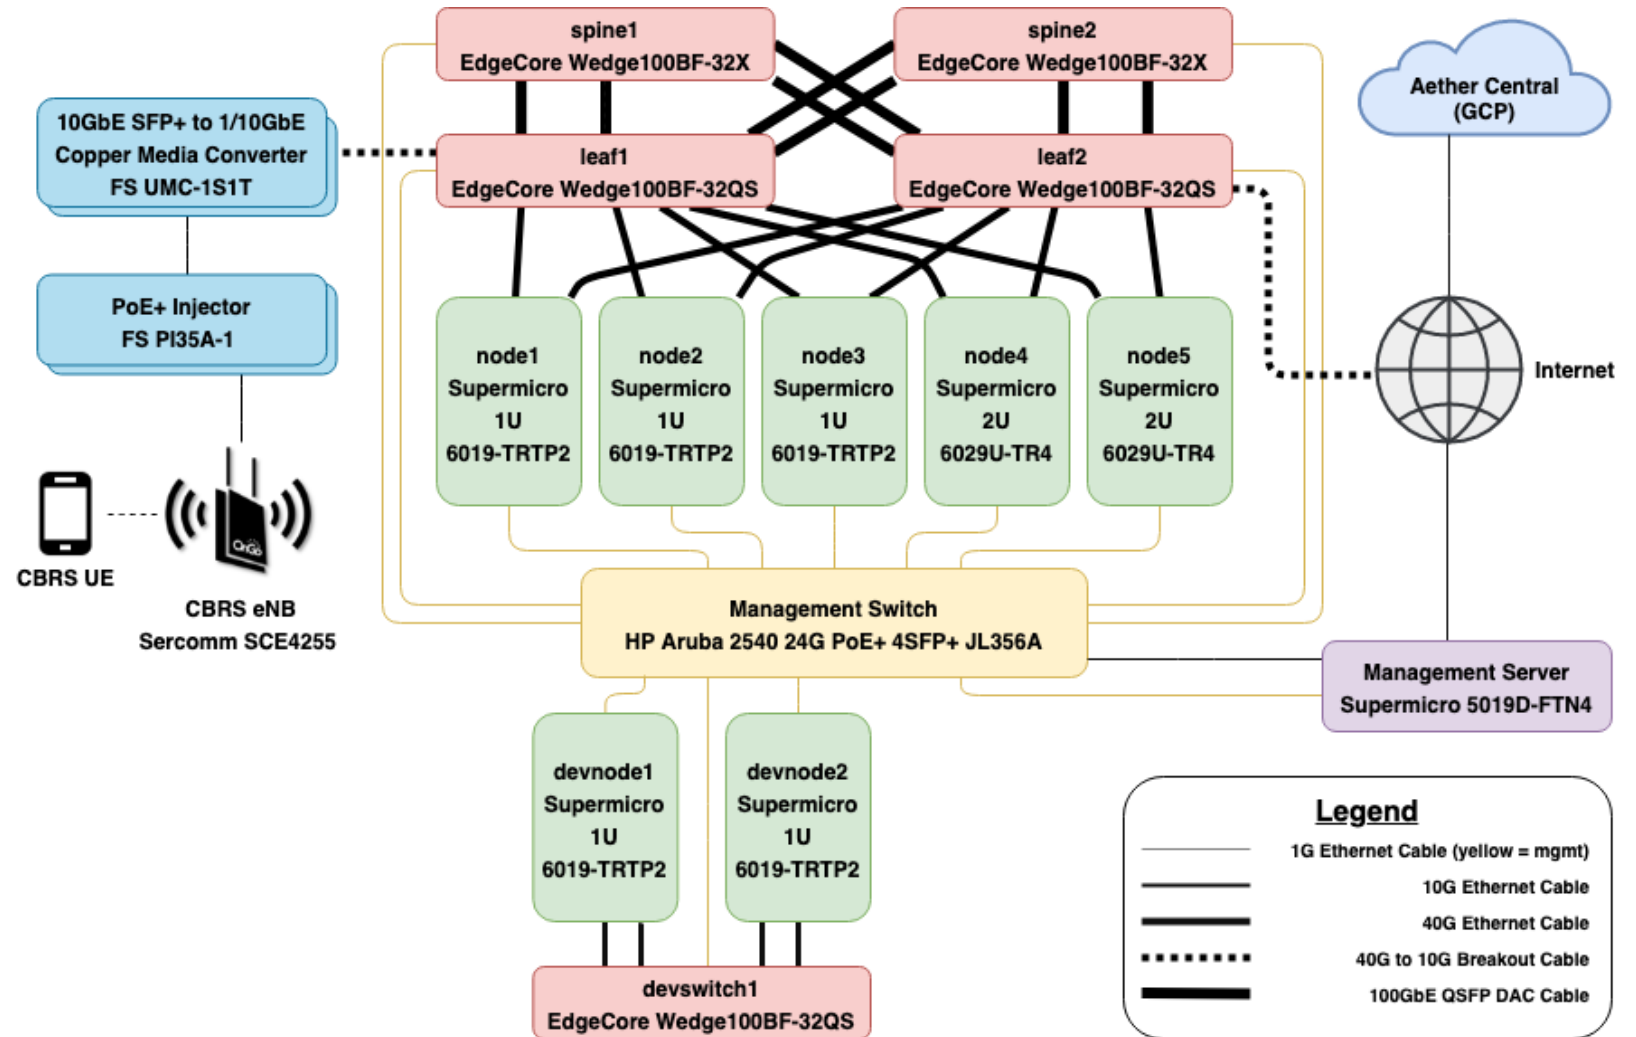 spine1
EdgeCore Wedge100BF-32X
spine2
EdgeCore Wedge100BF-32X
Aether Central
(GCP)
10GbE SFP+ to 1/10GbE
Copper Media Converter
FS UMC-1S1T
leaf1
EdgeCore Wedge100BF-32QS
leaf2
EdgeCore Wedge100BF-32QS
PoE+ Injector
FS PI35A-1
node1
Supermicro
1U
6019-TRTP2
node2
Supermicro
1U
6019-TRTP2
node3
Supermicro
1U
6019-TRTP2
node4
Supermicro
2U
6029U-TR4
node5
Supermicro
2U
6029U-TR4
Internet
OnGo
CBRS UE
CBRS eNB
Sercomm SCE4255
Management Switch
HP Aruba 2540 24G PoE+ 4SFP+ JL356A
Management Server
Supermicro 5019D-FTN4
devnode1
Supermicro
1U
6019-TRTP2
devnode2
Supermicro
1U
6019-TRTP2
devswitch1
EdgeCore Wedge100BF-32QS
Legend
1G Ethernet Cable (yellow = mgmt)
10G Ethernet Cable
40G Ethernet Cable
40G to 10G Breakout Cable
100GbE QSFP DAC Cable